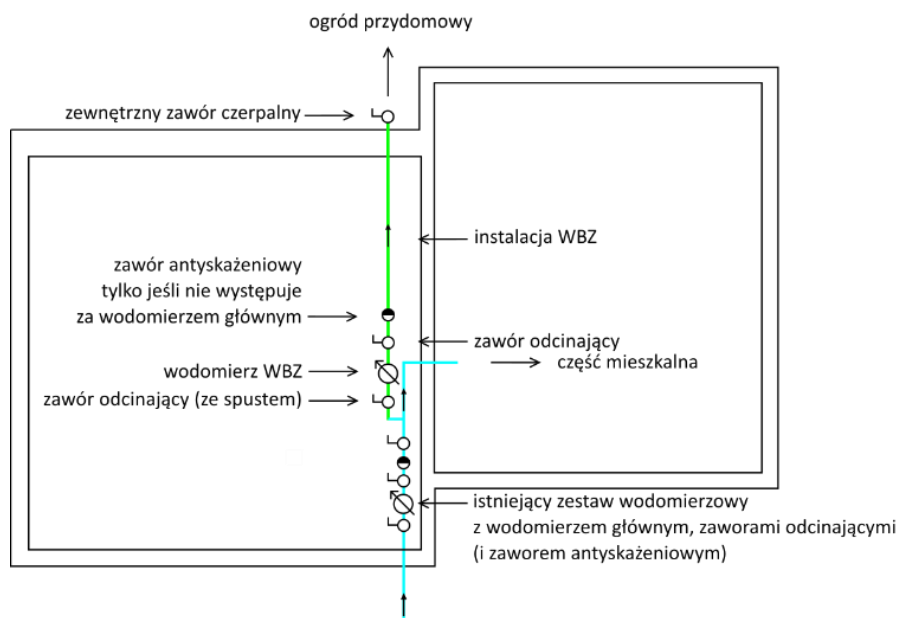 ogród przydomowy
zewnętrzny zawór czerpalny
instalacja WBZ
zawór antyskażeniowy
tylko jeśli nie występuje
za wodomierzem głównym
zawór odcinający
część mieszkalna
wodomierz WBZ
zawór odcinający (ze spustem)
istniejący zestaw wodomierzowy
z wodomierzem głównym, zaworami odcinającymi
(i zaworem antyskażeniowym)